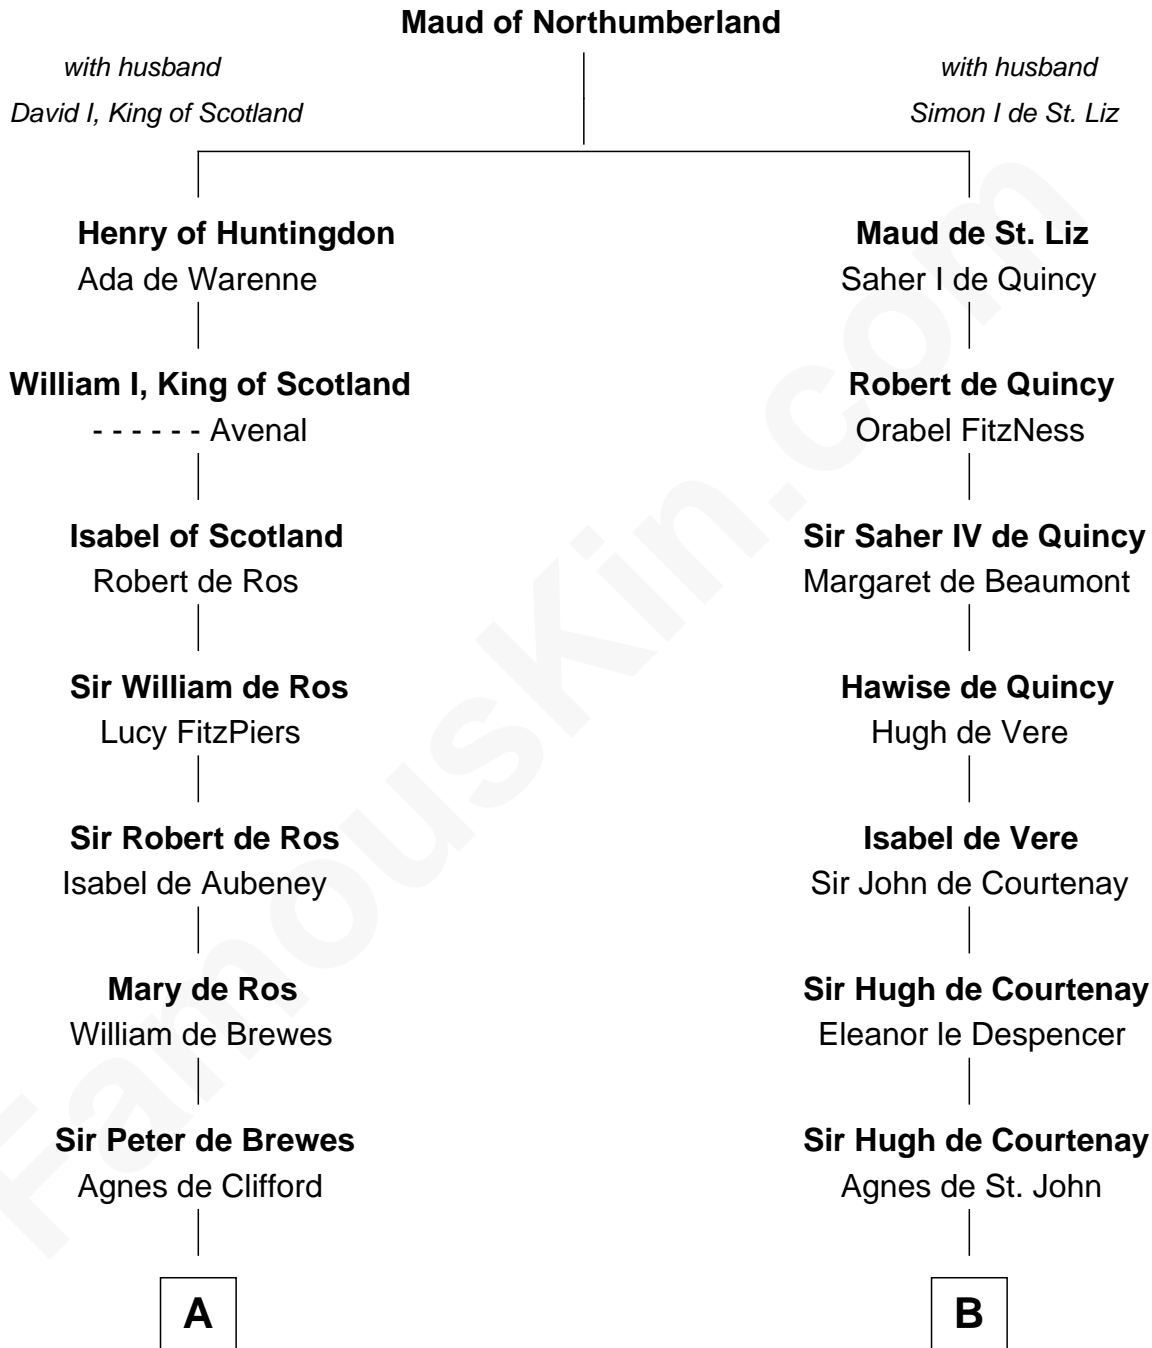 Maud of Northumberland
with husband
David I, King of Scotland
with husband
Simon I de St. Liz
Henry of Huntingdon
Ada de Warenne
Maud de St. Liz
Saher I de Quincy
William I, King of Scotland
- - - - - - Avenal
Robert de Quincy
Orabel FitzNess
Isabel of Scotland
Robert de Ros
Sir Saher IV de Quincy
Margaret de Beaumont
Sir William de Ros
Lucy FitzPiers
Hawise de Quincy
Hugh de Vere
Sir Robert de Ros
Isabel de Aubeney
Isabel de Vere
Sir John de Courtenay
Mary de Ros
William de Brewes
Sir Hugh de Courtenay
Eleanor le Despencer
Sir Peter de Brewes
Agnes de Clifford
Sir Hugh de Courtenay
Agnes de St. John
A
B
FamousKin.com